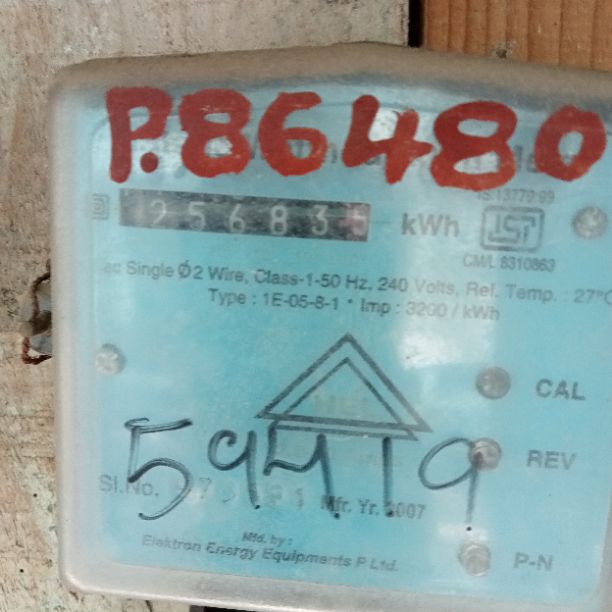 P.86480
IS:13779-99
256835 kWh
CM/L 8310863
ac Single Ø 2 Wire, Class-1-50 Hz, 240 Volts, Ref. Temp. : 27°C
Type : 1E-05-8-1 * Imp : 3200 / kWh
CAL
59419
REV
Sl.No. Mfr. Yr. 2007
Mfd. by :
Elektron Energy Equipments P Ltd.
P-N